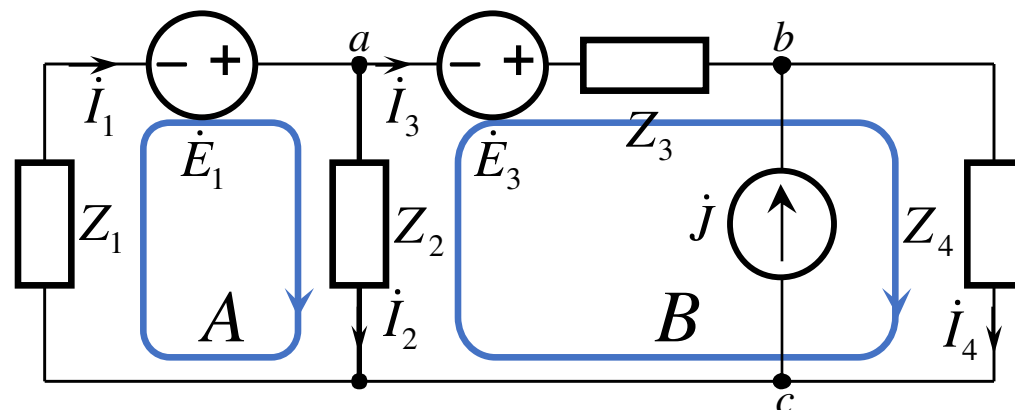 a
b
İ₁
− +
İ₃
− +
Ė₁
Ė₃
Z₃
Z₁
Z₂
j̇
Z₄
A
İ₂
B
İ₄
c